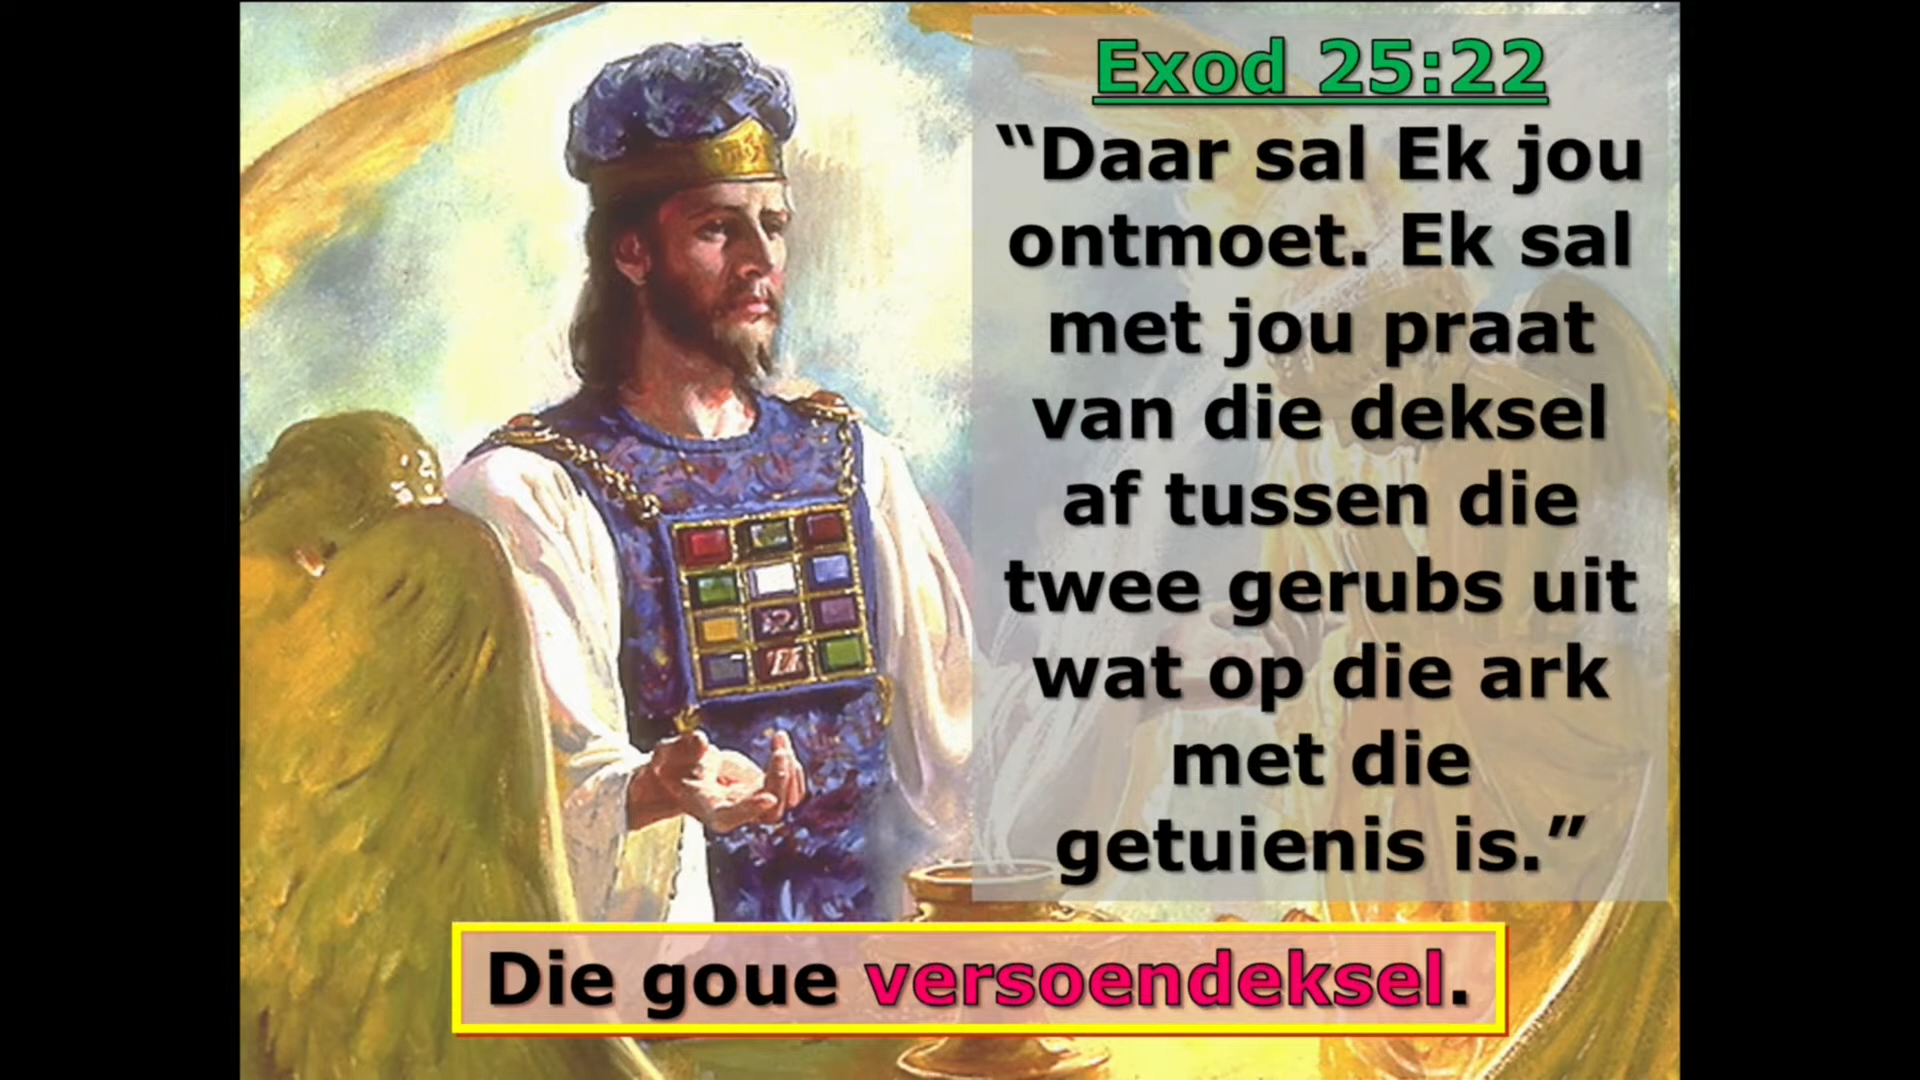 Exod 25:22
“Daar sal Ek jou
ontmoet. Ek sal
met jou praat
van die deksel
af tussen die
twee gerubs uit
wat op die ark
met die
getuienis is.”
Die goue versoendeksel.